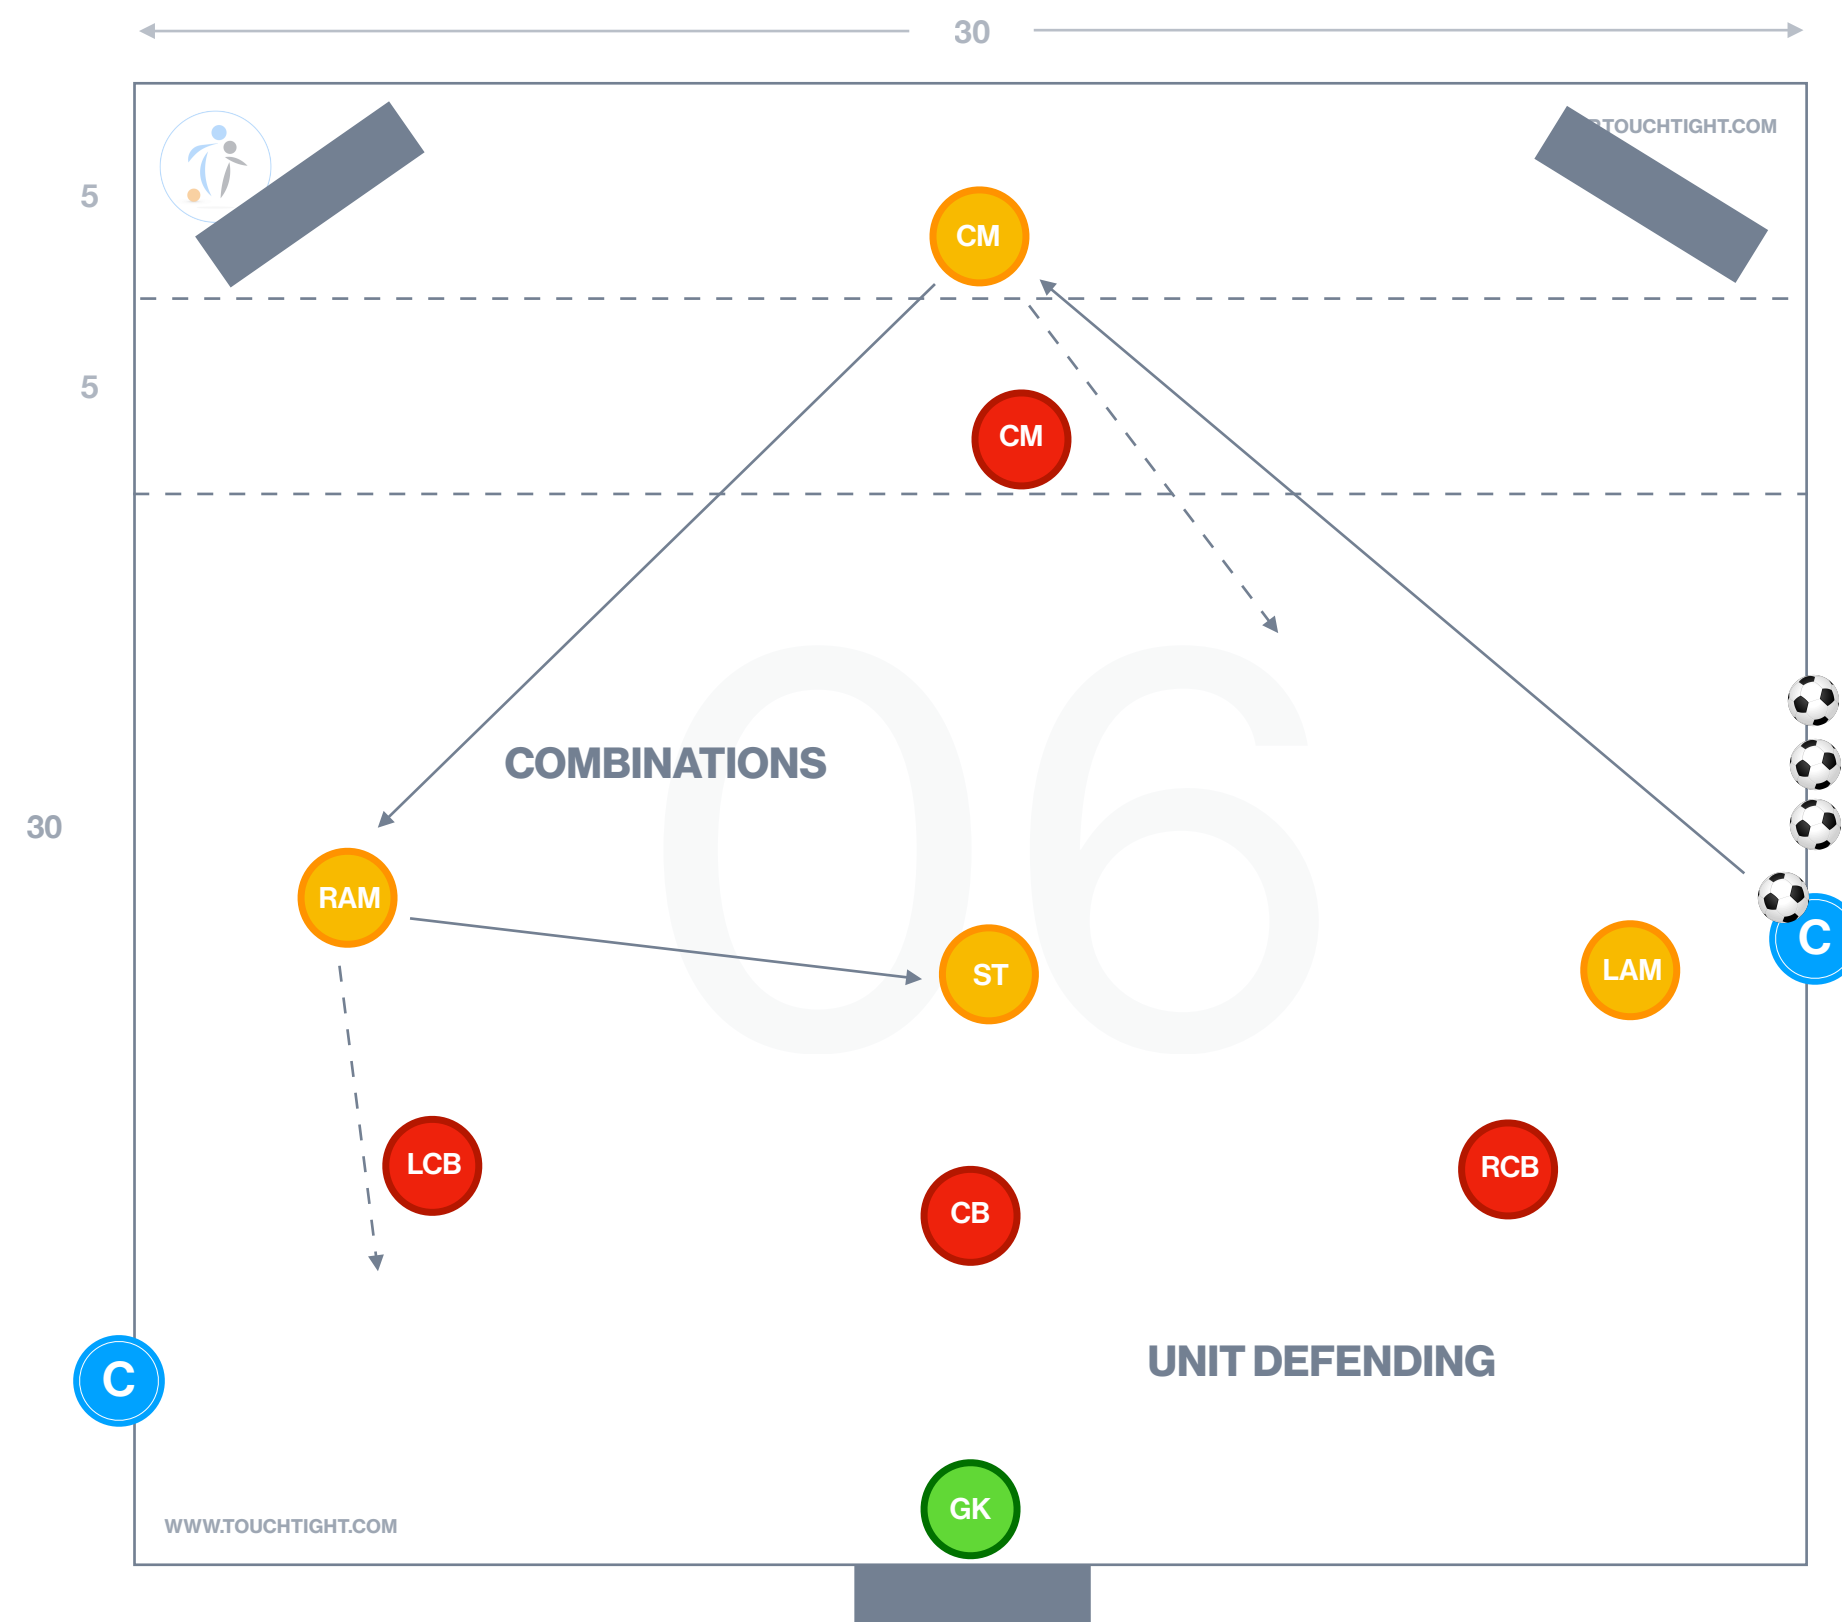 30
TOUCHTIGHT.COM
5
CM
5
CM
06
COMBINATIONS
30
RAM
ST
LAM
C
LCB
CB
RCB
C
UNIT DEFENDING
GK
WWW.TOUCHTIGHT.COM